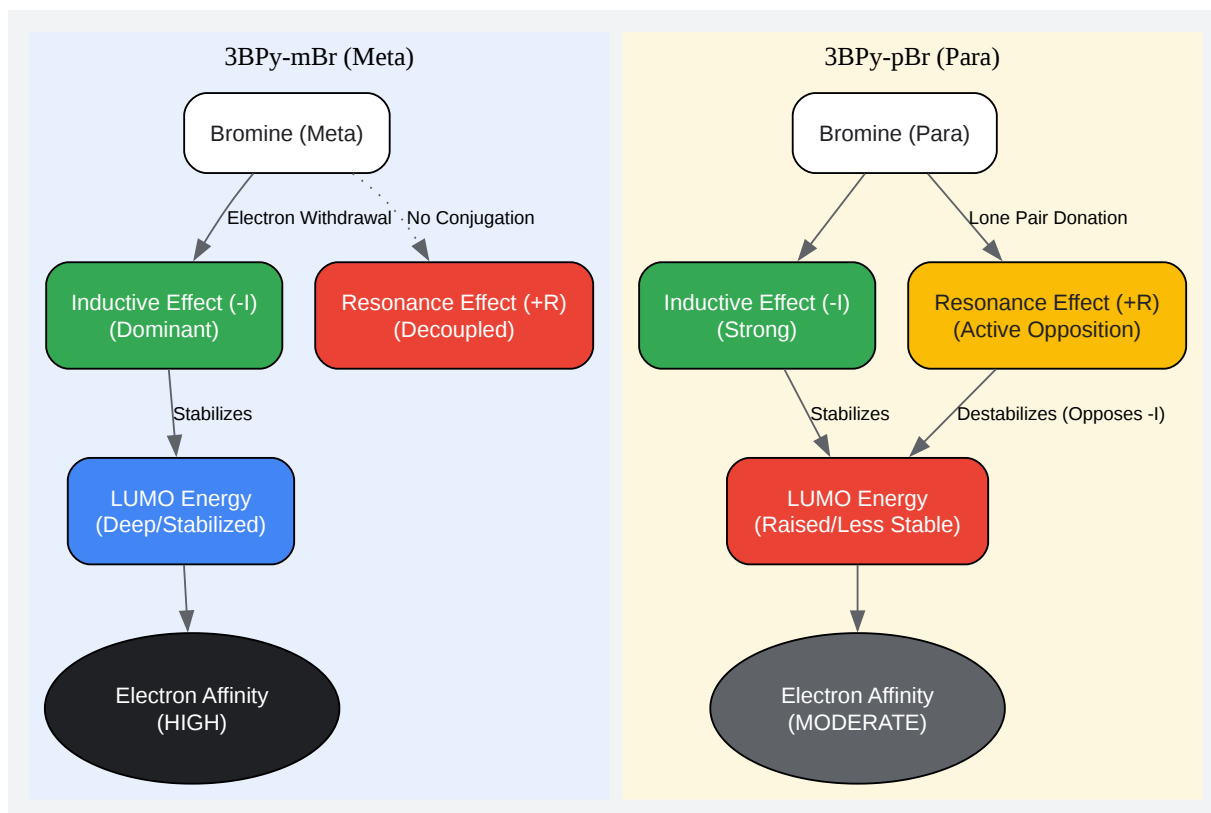 3BPy-mBr (Meta)
Bromine (Meta)
Electron Withdrawal
No Conjugation
Inductive Effect (-I)
(Dominant)
Resonance Effect (+R)
(Decoupled)
Stabilizes
LUMO Energy
(Deep/Stabilized)
Electron Affinity
(HIGH)
3BPy-pBr (Para)
Bromine (Para)
Lone Pair Donation
Inductive Effect (-I)
(Strong)
Resonance Effect (+R)
(Active Opposition)
Stabilizes
Destabilizes (Opposes -I)
LUMO Energy
(Raised/Less Stable)
Electron Affinity
(MODERATE)